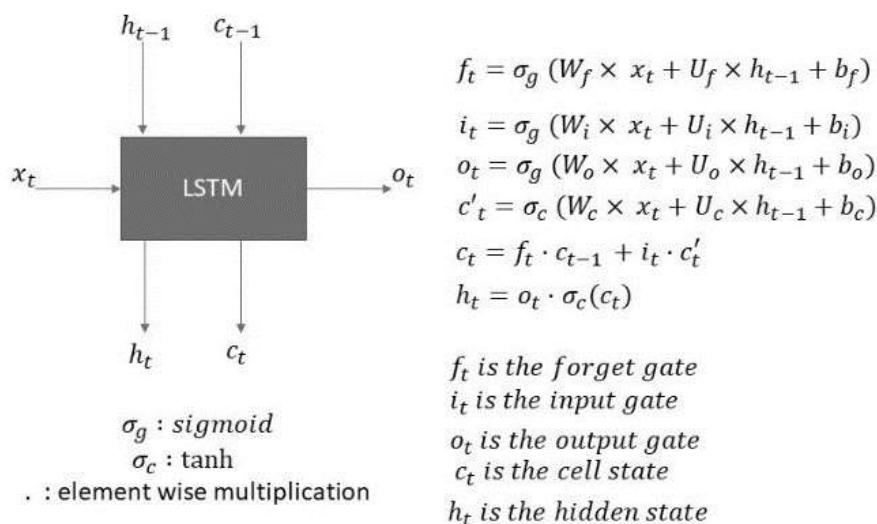 h_{t-1} c_{t-1}
x_t LSTM o_t
h_t c_t
σ_g : sigmoid
σ_c : tanh
. : element wise multiplication
f_t = σ_g (W_f × x_t + U_f × h_{t-1} + b_f)
i_t = σ_g (W_i × x_t + U_i × h_{t-1} + b_i)
o_t = σ_g (W_o × x_t + U_o × h_{t-1} + b_o)
c'_t = σ_c (W_c × x_t + U_c × h_{t-1} + b_c)
c_t = f_t · c_{t-1} + i_t · c'_t
h_t = o_t · σ_c(c_t)
f_t is the forget gate
i_t is the input gate
o_t is the output gate
c_t is the cell state
h_t is the hidden state